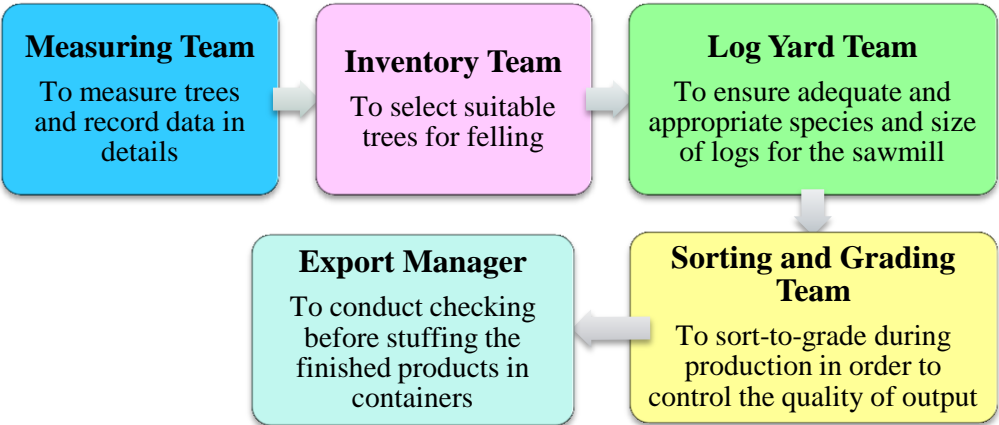 Measuring Team
To measure trees
and record data in
details
Inventory Team
To select suitable
trees for felling
Log Yard Team
To ensure adequate and
appropriate species and size
of logs for the sawmill
Sorting and Grading
Team
To sort-to-grade during
production in order to
control the quality of output
Export Manager
To conduct checking
before stuffing the
finished products in
containers